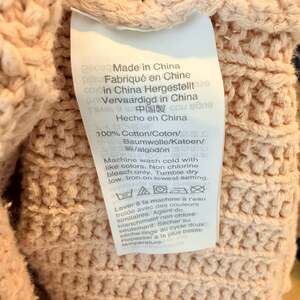 Made in China
Fabriqué en Chine
in China Hergestellt
Vervaardigd in China
中国製
Hecho en China
100% Cotton/Coton/
Baumwolle/Katoen/
綿/algodón
Machine wash cold with
like colors. Non chlorine
bleach only. Tumble dry
low. Iron on lowest setting.
Laver à la machine à l'eau
froide avec des couleurs
similaires. Agent de
blanchiment non chloré
seulement. Sécher au
sèche-linge au cycle doux.
Repasser à la plus basse
température.